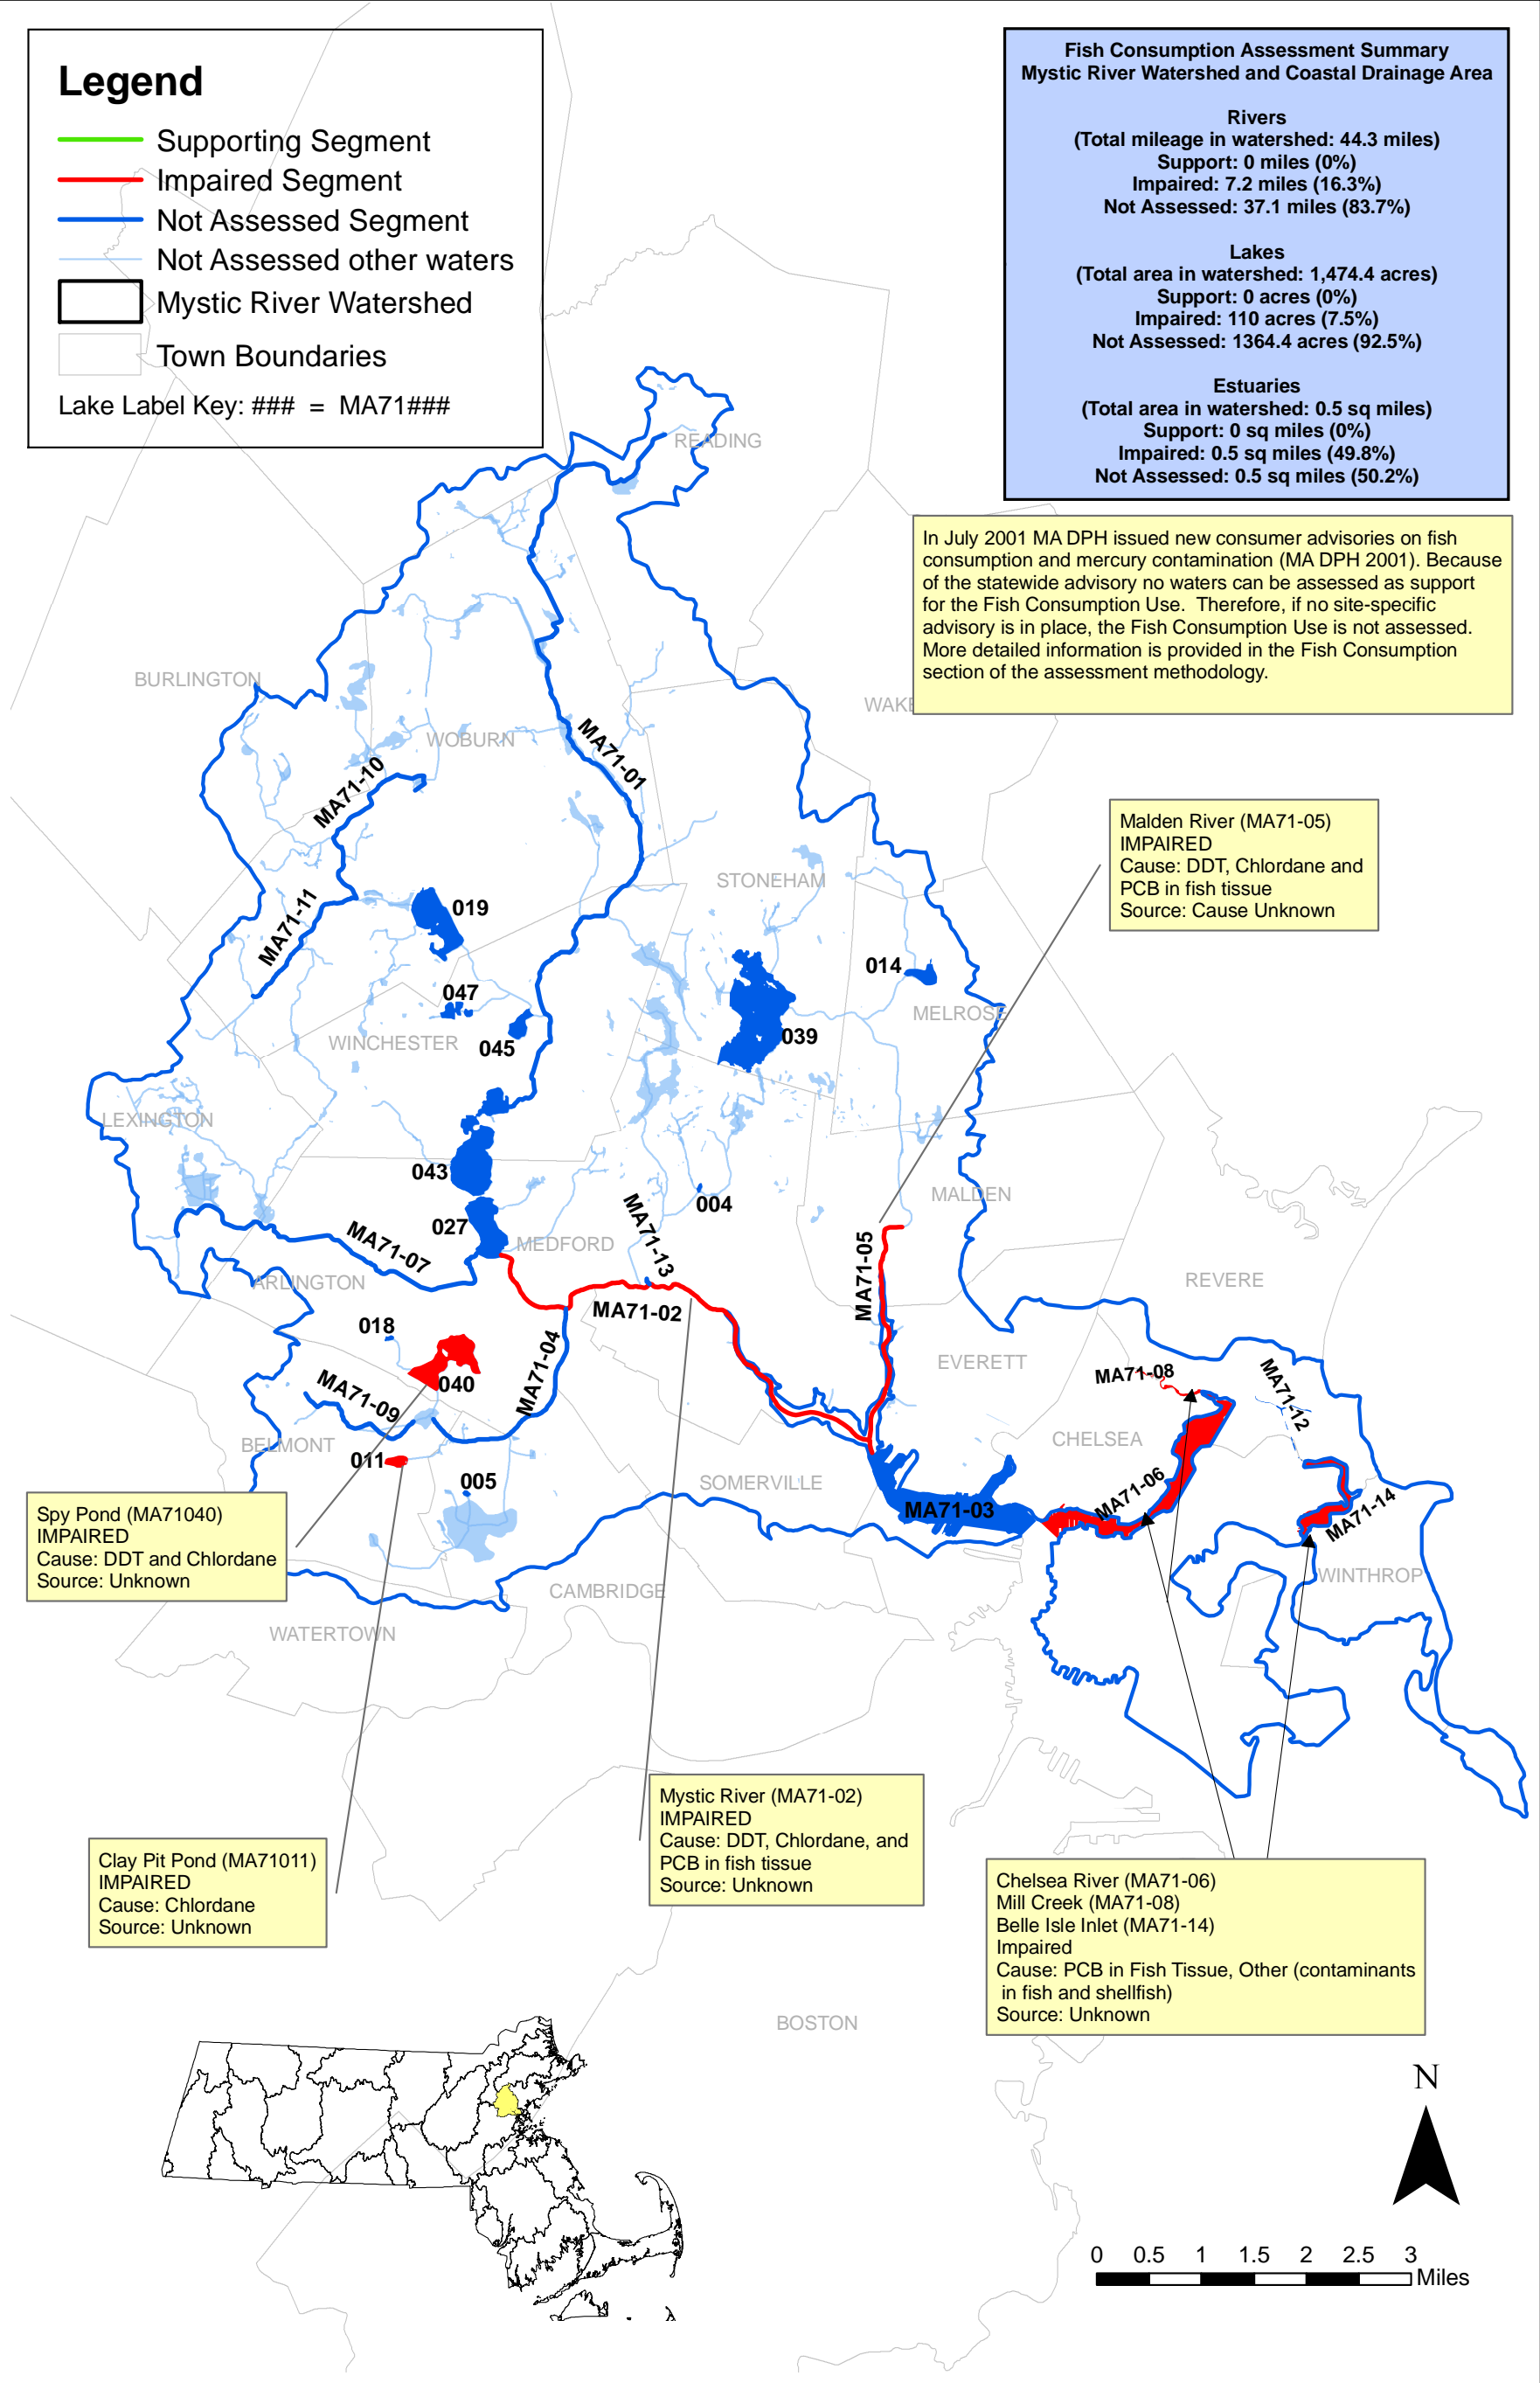 Legend
Supporting Segment
Impaired Segment
Not Assessed Segment
Not Assessed other waters
Mystic River Watershed
Town Boundaries
Lake Label Key: ### = MA71###
Fish Consumption Assessment Summary
Mystic River Watershed and Coastal Drainage Area
Rivers
(Total mileage in watershed: 44.3 miles)
Support: 0 miles (0%)
Impaired: 7.2 miles (16.3%)
Not Assessed: 37.1 miles (83.7%)
Lakes
(Total area in watershed: 1,474.4 acres)
Support: 0 acres (0%)
Impaired: 110 acres (7.5%)
Not Assessed: 1364.4 acres (92.5%)
Estuaries
(Total area in watershed: 0.5 sq miles)
Support: 0 sq miles (0%)
Impaired: 0.5 sq miles (49.8%)
Not Assessed: 0.5 sq miles (50.2%)
In July 2001 MA DPH issued new consumer advisories on fish
consumption and mercury contamination (MA DPH 2001). Because
of the statewide advisory no waters can be assessed as support
for the Fish Consumption Use. Therefore, if no site-specific
advisory is in place, the Fish Consumption Use is not assessed.
More detailed information is provided in the Fish Consumption
section of the assessment methodology.
READING
BURLINGTON
WAKE
WOBURN
MA71-01
MA71-10
Malden River (MA71-05)
IMPAIRED
Cause: DDT, Chlordane and
PCB in fish tissue
Source: Cause Unknown
STONEHAM
019
MA71-11
014
047
MELROSE
039
WINCHESTER
045
LEXINGTON
043
MALDEN
004
027
MA71-13
MEDFORD
MA71-07
MA71-05
ARLINGTON
REVERE
MA71-02
018
EVERETT
MA71-04
040
MA71-08
MA71-12
MA71-09
BELMONT
CHELSEA
011
005
SOMERVILLE
MA71-06
MA71-03
MA71-14
Spy Pond (MA71040)
IMPAIRED
Cause: DDT and Chlordane
Source: Unknown
WINTHROP
CAMBRIDGE
WATERTOWN
Mystic River (MA71-02)
IMPAIRED
Cause: DDT, Chlordane, and
PCB in fish tissue
Source: Unknown
Clay Pit Pond (MA71011)
IMPAIRED
Cause: Chlordane
Source: Unknown
Chelsea River (MA71-06)
Mill Creek (MA71-08)
Belle Isle Inlet (MA71-14)
Impaired
Cause: PCB in Fish Tissue, Other (contaminants
in fish and shellfish)
Source: Unknown
BOSTON
N
0 0.5 1 1.5 2 2.5 3
Miles